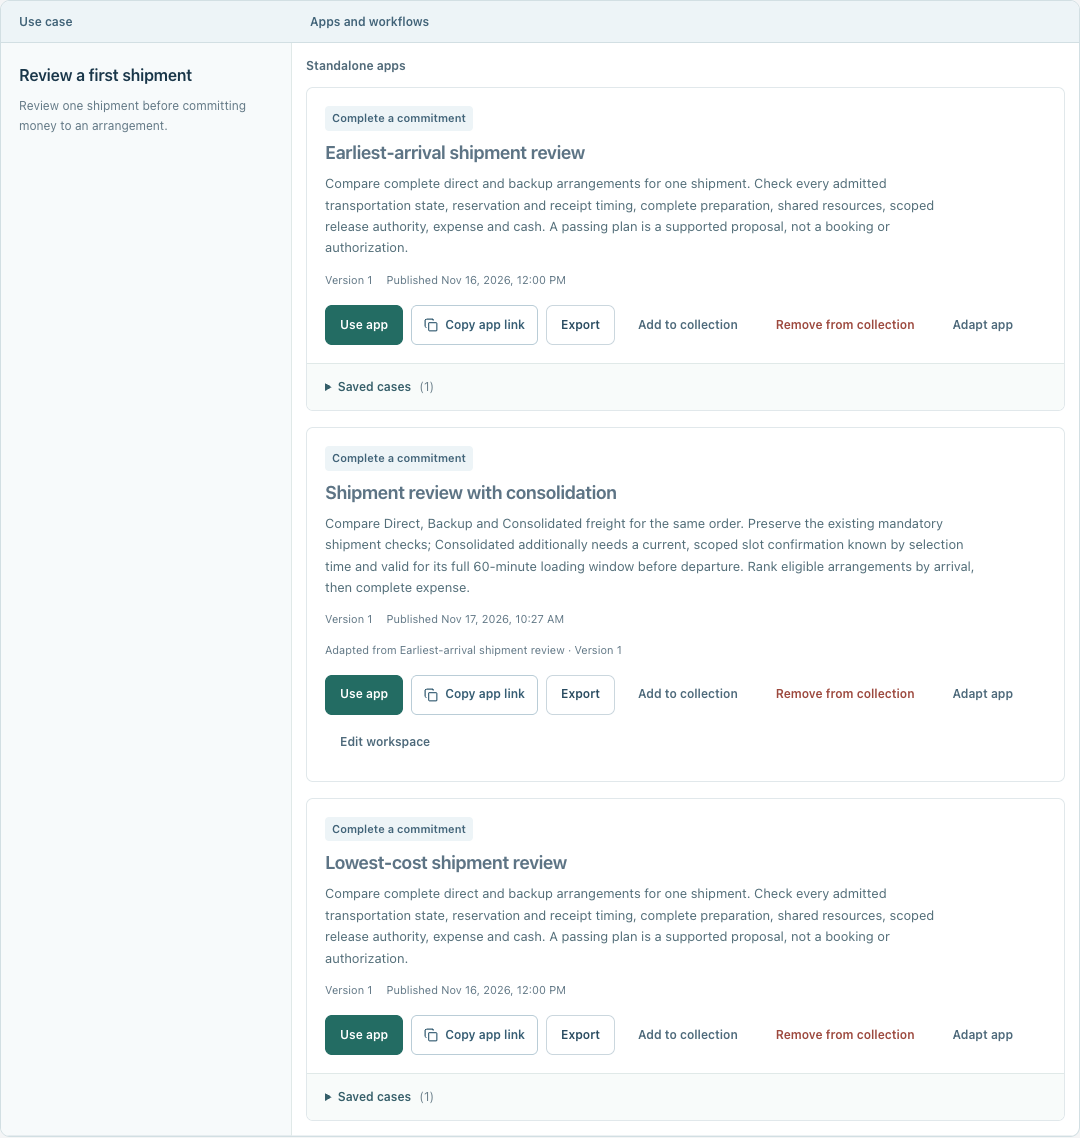 Use case
Apps and workflows
Review a first shipment
Review one shipment before committing
money to an arrangement.
Standalone apps
Complete a commitment
Earliest-arrival shipment review
Compare complete direct and backup arrangements for one shipment. Check every admitted
transportation state, reservation and receipt timing, complete preparation, shared resources, scoped
release authority, expense and cash. A passing plan is a supported proposal, not a booking or
authorization.
Version 1 Published Nov 16, 2026, 12:00 PM
Use app Copy app link Export Add to collection Remove from collection Adapt app
Saved cases (1)
Complete a commitment
Shipment review with consolidation
Compare Direct, Backup and Consolidated freight for the same order. Preserve the existing mandatory
shipment checks; Consolidated additionally needs a current, scoped slot confirmation known by selection
time and valid for its full 60-minute loading window before departure. Rank eligible arrangements by arrival,
then complete expense.
Version 1 Published Nov 17, 2026, 10:27 AM
Adapted from Earliest-arrival shipment review · Version 1
Use app Copy app link Export Add to collection Remove from collection Adapt app
Edit workspace
Complete a commitment
Lowest-cost shipment review
Compare complete direct and backup arrangements for one shipment. Check every admitted
transportation state, reservation and receipt timing, complete preparation, shared resources, scoped
release authority, expense and cash. A passing plan is a supported proposal, not a booking or
authorization.
Version 1 Published Nov 16, 2026, 12:00 PM
Use app Copy app link Export Add to collection Remove from collection Adapt app
Saved cases (1)